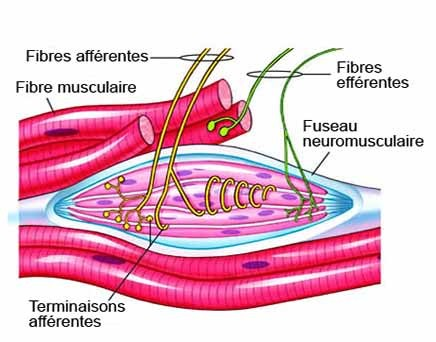 Fibres afférentes
Fibre musculaire
Fibres
efférentes
Fuseau
neuromusculaire
Terminaisons
afférentes